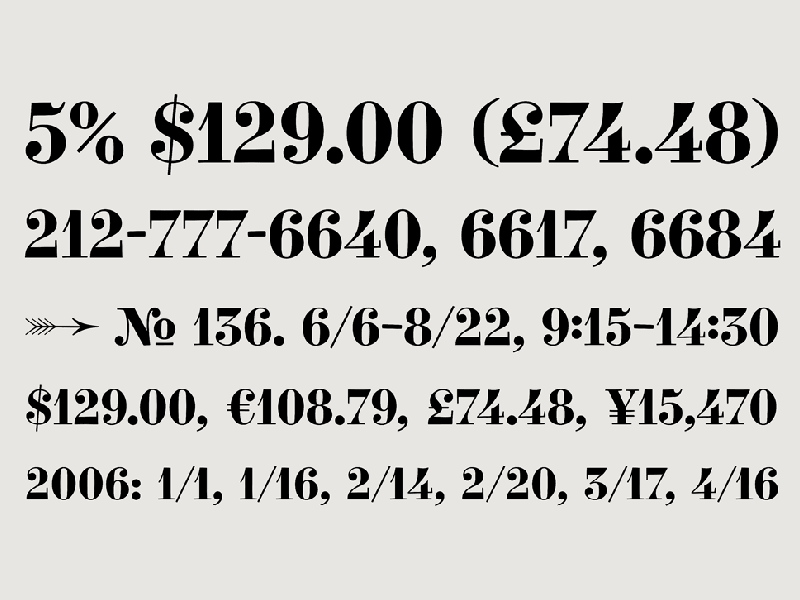 5% $129.00 (£74.48)
212-777-6640, 6617, 6684
➳ № 136. 6/6–8/22, 9:15–14:30
$129.00, €108.79, £74.48, ¥15,470
2006: 1/1, 1/16, 2/14, 2/20, 3/17, 4/16